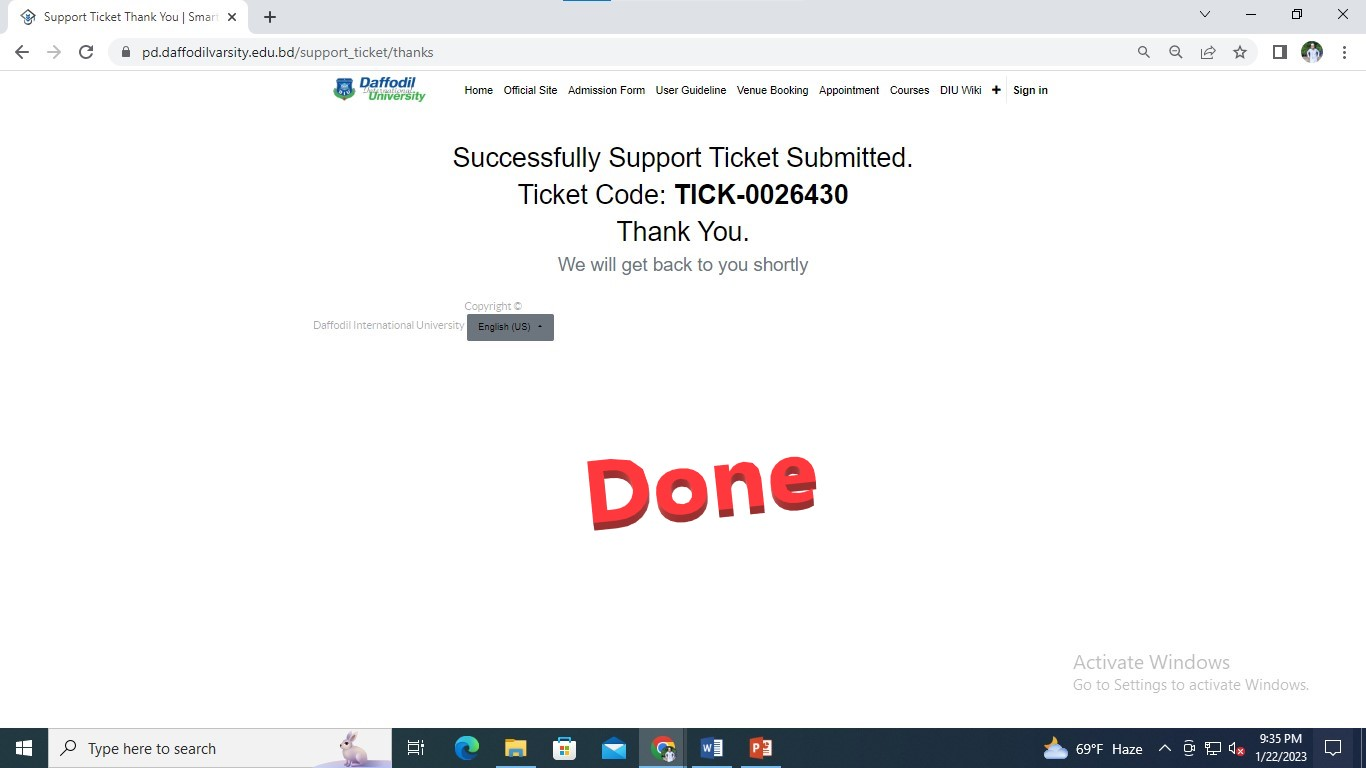 Support Ticket Thank You | Smar
pd.daffodilvarsity.edu.bd/support_ticket/thanks
Daffodil
International
University
Home Official Site Admission Form User Guideline Venue Booking Appointment Courses DIU Wiki + Sign in
Successfully Support Ticket Submitted.
Ticket Code: TICK-0026430
Thank You.
We will get back to you shortly
Copyright ©
Daffodil International University English (US)
Done
Activate Windows
Go to Settings to activate Windows.
Type here to search
69°F Haze
9:35 PM
1/22/2023